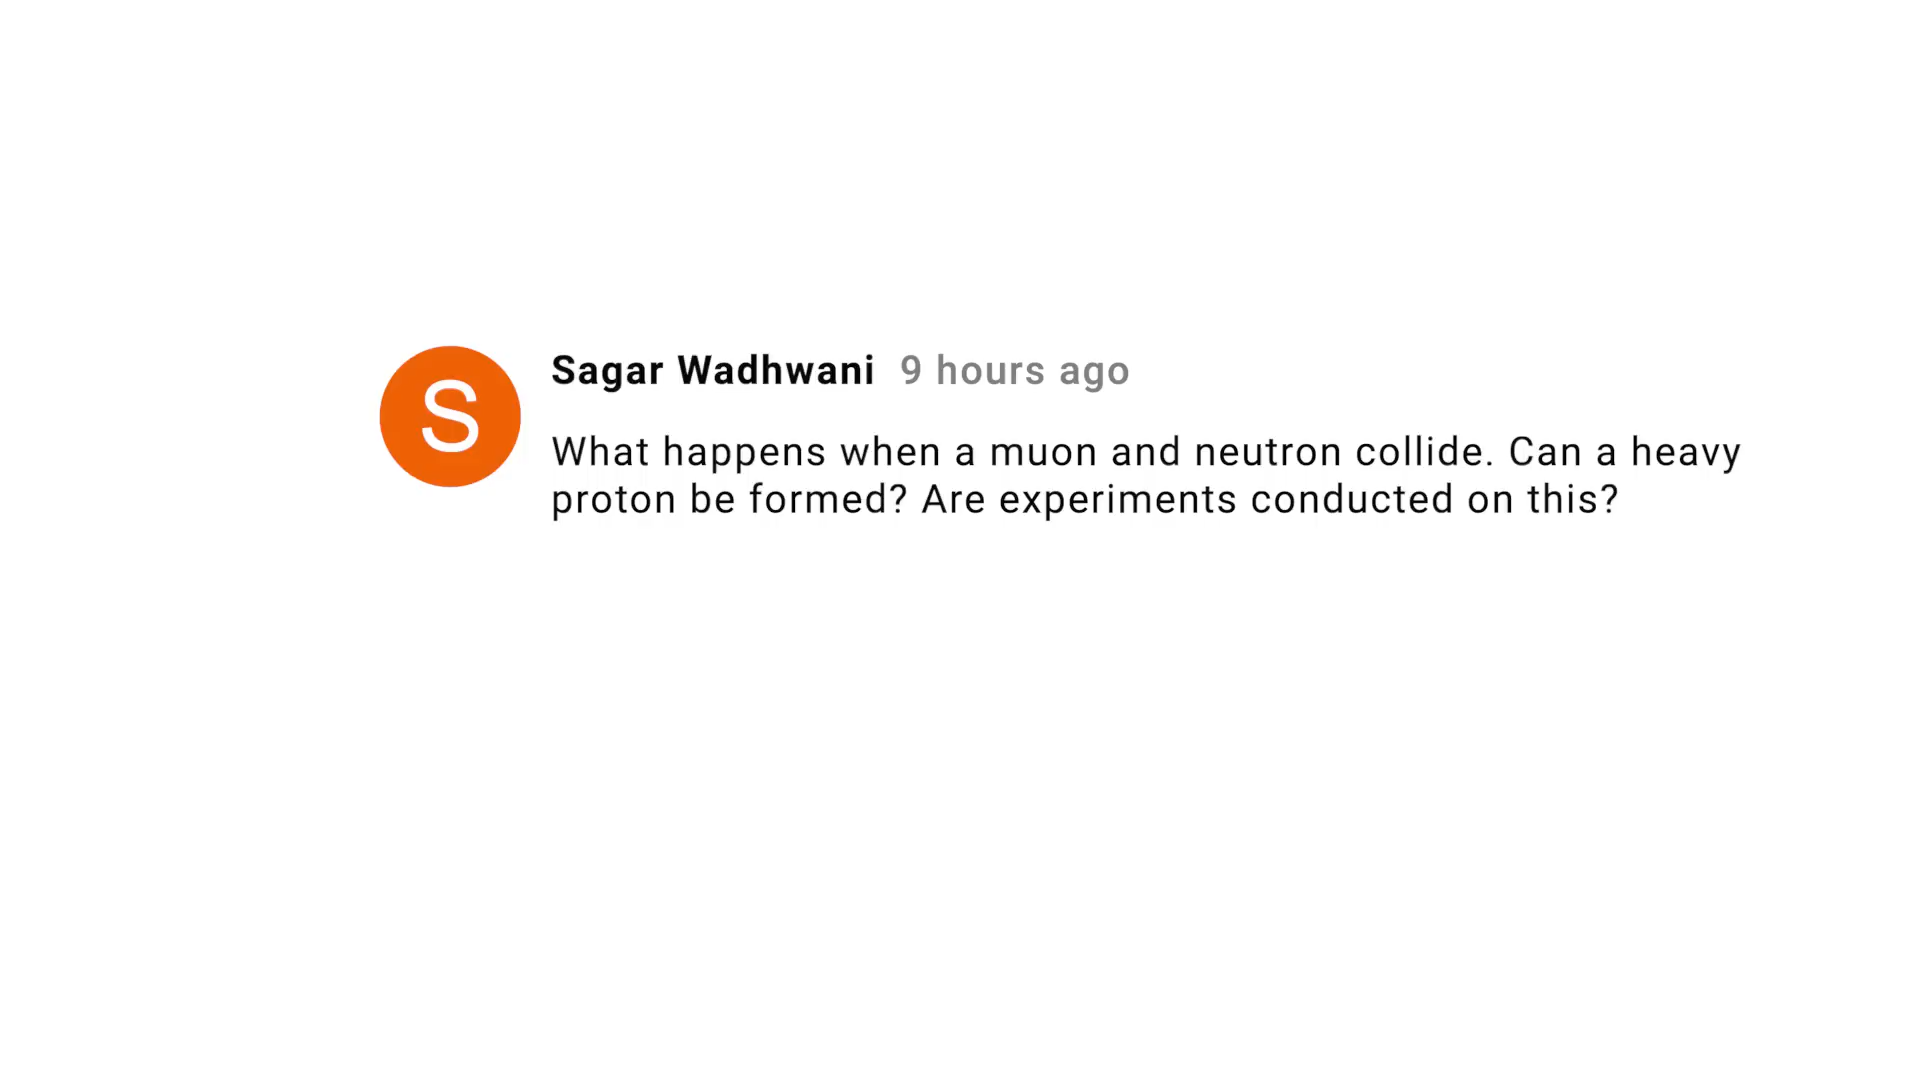 S
Sagar Wadhwani 9 hours ago
What happens when a muon and neutron collide. Can a heavy
proton be formed? Are experiments conducted on this?